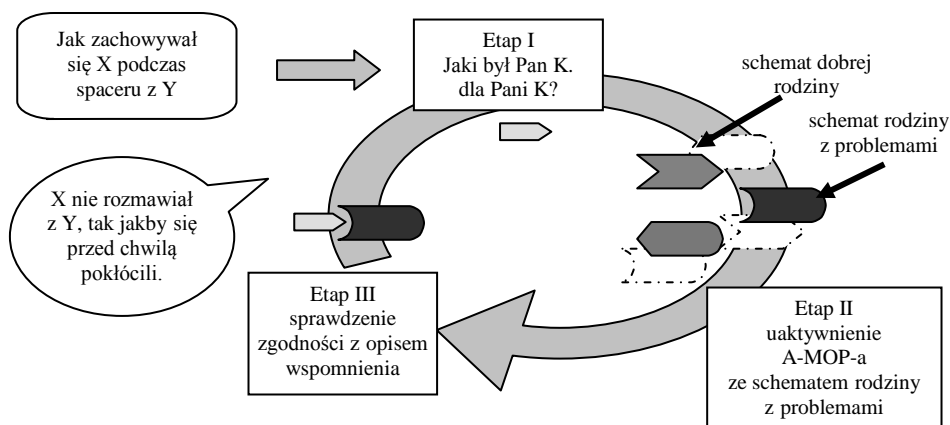 Jak zachowywał
się X podczas
spaceru z Y
Etap I
Jaki był Pan K.
dla Pani K?
schemat dobrej
rodziny
schemat rodziny
z problemami
X nie rozmawiał
z Y, tak jakby się
przed chwilą
pokłócili.
Etap III
sprawdzenie
zgodności z opisem
wspomnienia
Etap II
uaktywnienie
A-MOP-a
ze schematem rodziny
z problemami